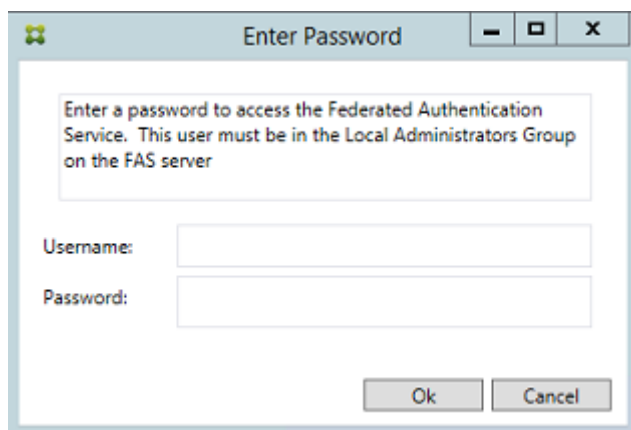 Enter Password
Enter a password to access the Federated Authentication
Service. This user must be in the Local Administrators Group
on the FAS server
Username:
Password:
Ok
Cancel